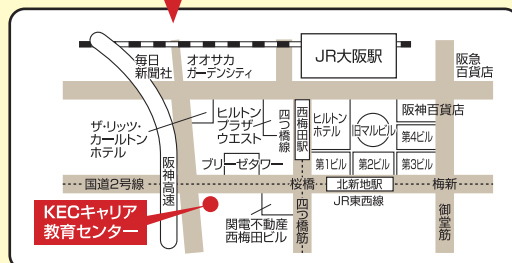 毎日
新聞社
オオサカ
ガーデンシティ
JR大阪駅
阪急
百貨店
ザ・リッツ・
カールトン
ホテル
ヒルトン
プラザ
ウエスト
四つ橋線
西梅田駅
ヒルトン
ホテル
旧マルビル
阪神百貨店
第4ビル
阪神高速
ブリーゼタワー
第1ビル
第2ビル
第3ビル
国道2号線
桜橋
北新地駅
梅新
JR東西線
KECキャリア
教育センター
関電不動産
西梅田ビル
四つ橋筋
御堂筋